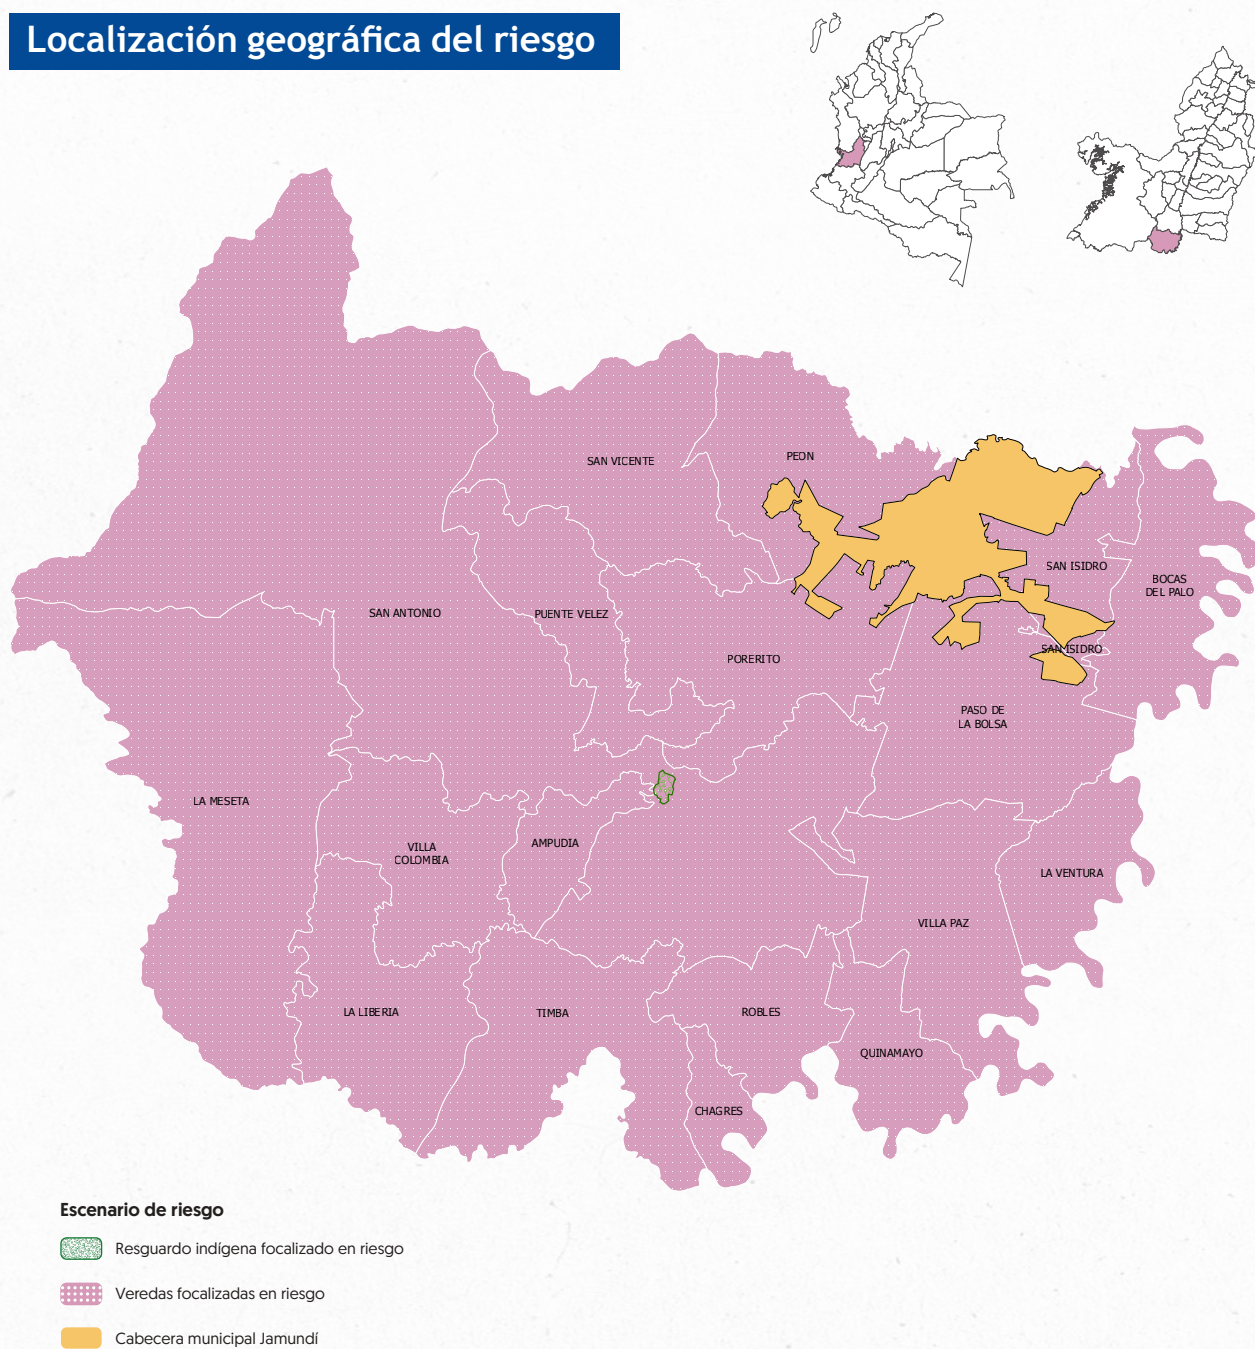 Localización geográfica del riesgo
PEON
SAN VICENTE
SAN ISIDRO
BOCAS
DEL PALO
SAN ANTONIO
PUENTE VELEZ
SAN ISIDRO
PORERITO
PASO DE
LA BOLSA
LA MESETA
AMPUDIA
VILLA
COLOMBIA
LA VENTURA
VILLA PAZ
LA LIBERIA
TIMBA
ROBLES
QUINAMAYO
CHAGRES
Escenario de riesgo
Resguardo indígena focalizado en riesgo
Veredas focalizadas en riesgo
Cabecera municipal Jamundí